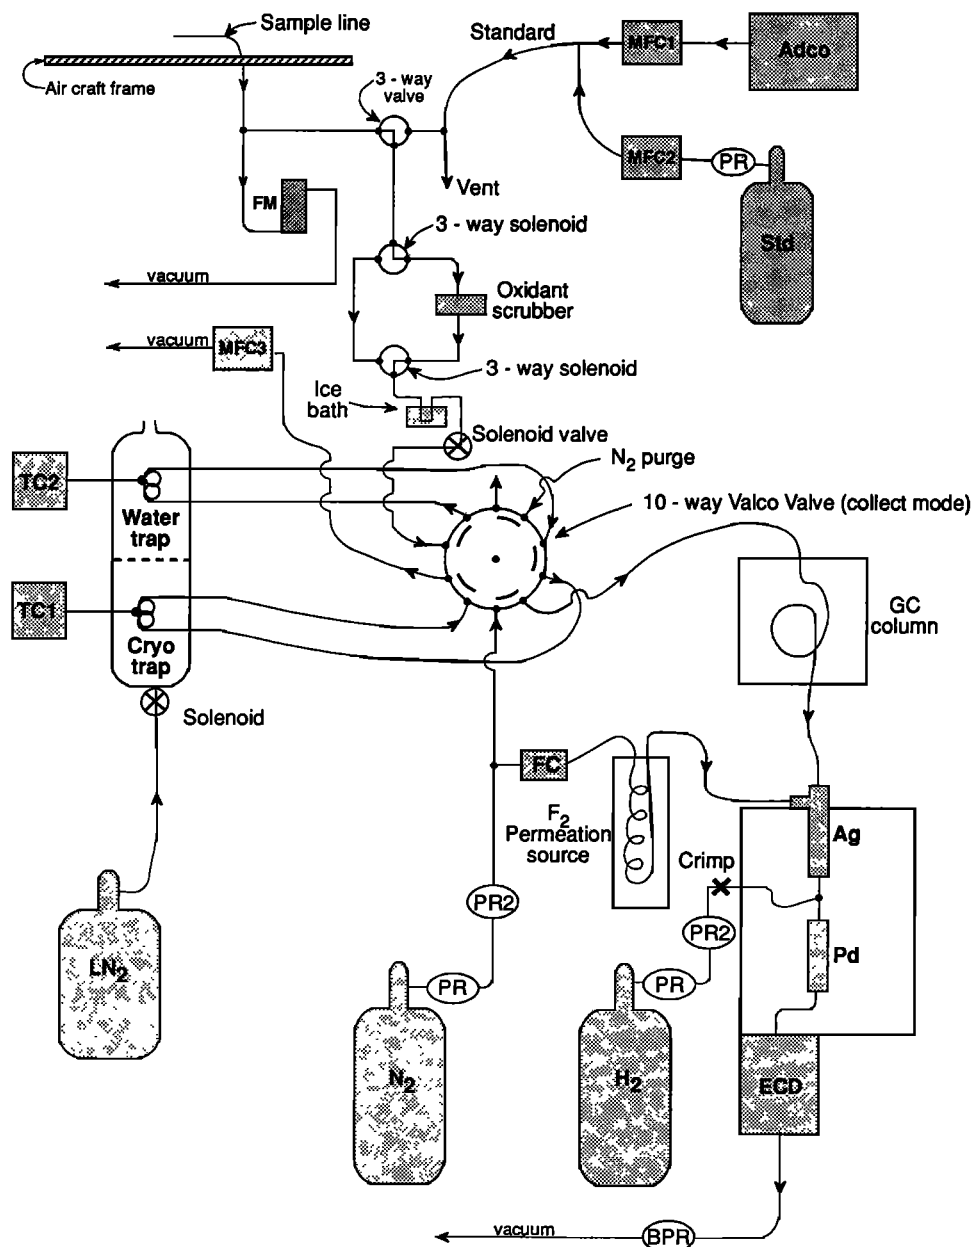 Sample line
Air craft frame
3 - way
valve
Standard
MFC1
Adco
MFC2
PR
Std
Vent
FM
vacuum
3 - way solenoid
Oxidant
scrubber
vacuum
MFC3
3 - way solenoid
Ice
bath
Solenoid valve
N2 purge
TC2
Water
trap
10 - way Valco Valve (collect mode)
TC1
Cryo
trap
GC
column
Solenoid
FC
F2
Permeation
source
Ag
Crimp
PR2
PR2
Pd
LN2
PR
PR
N2
H2
ECD
vacuum
BPR